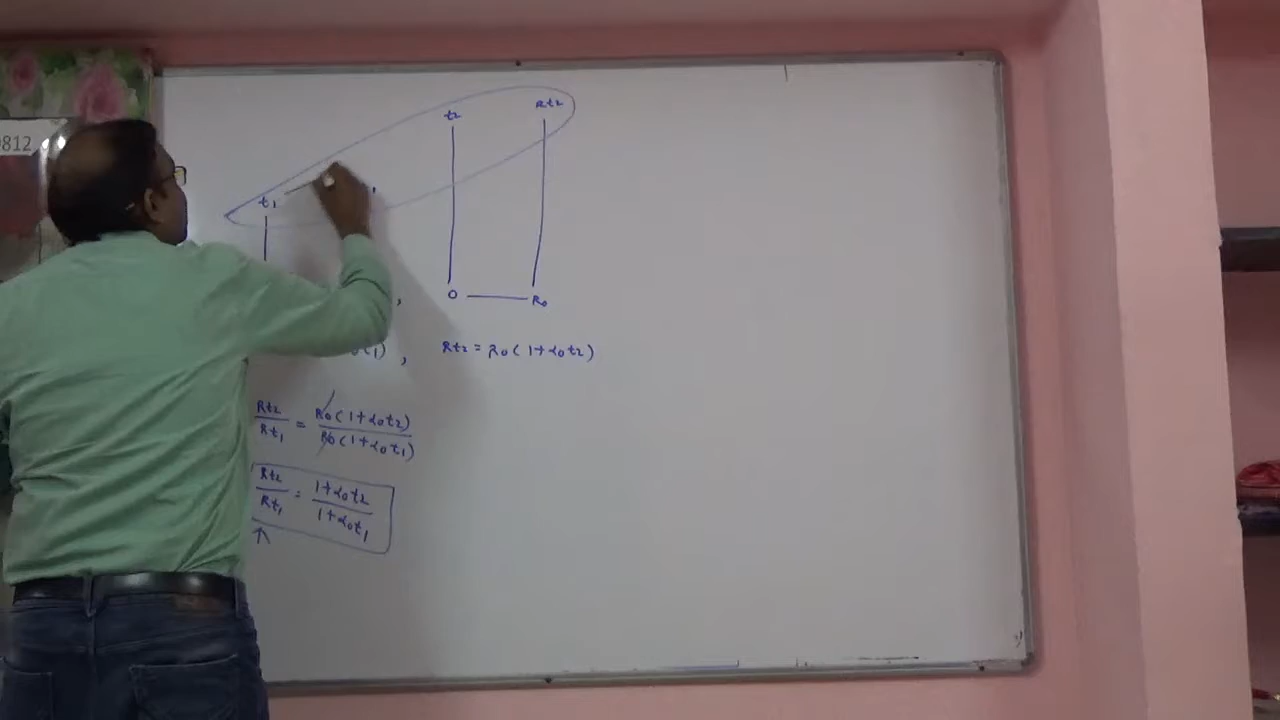 9812
t2 Rt2
t1
0 R0
Rt2 = R0(1+α0t2)
Rt2/Rt1 = R0(1+α0t2)/R0(1+α0t1)
Rt2/Rt1 = 1+α0t2/1+α0t1